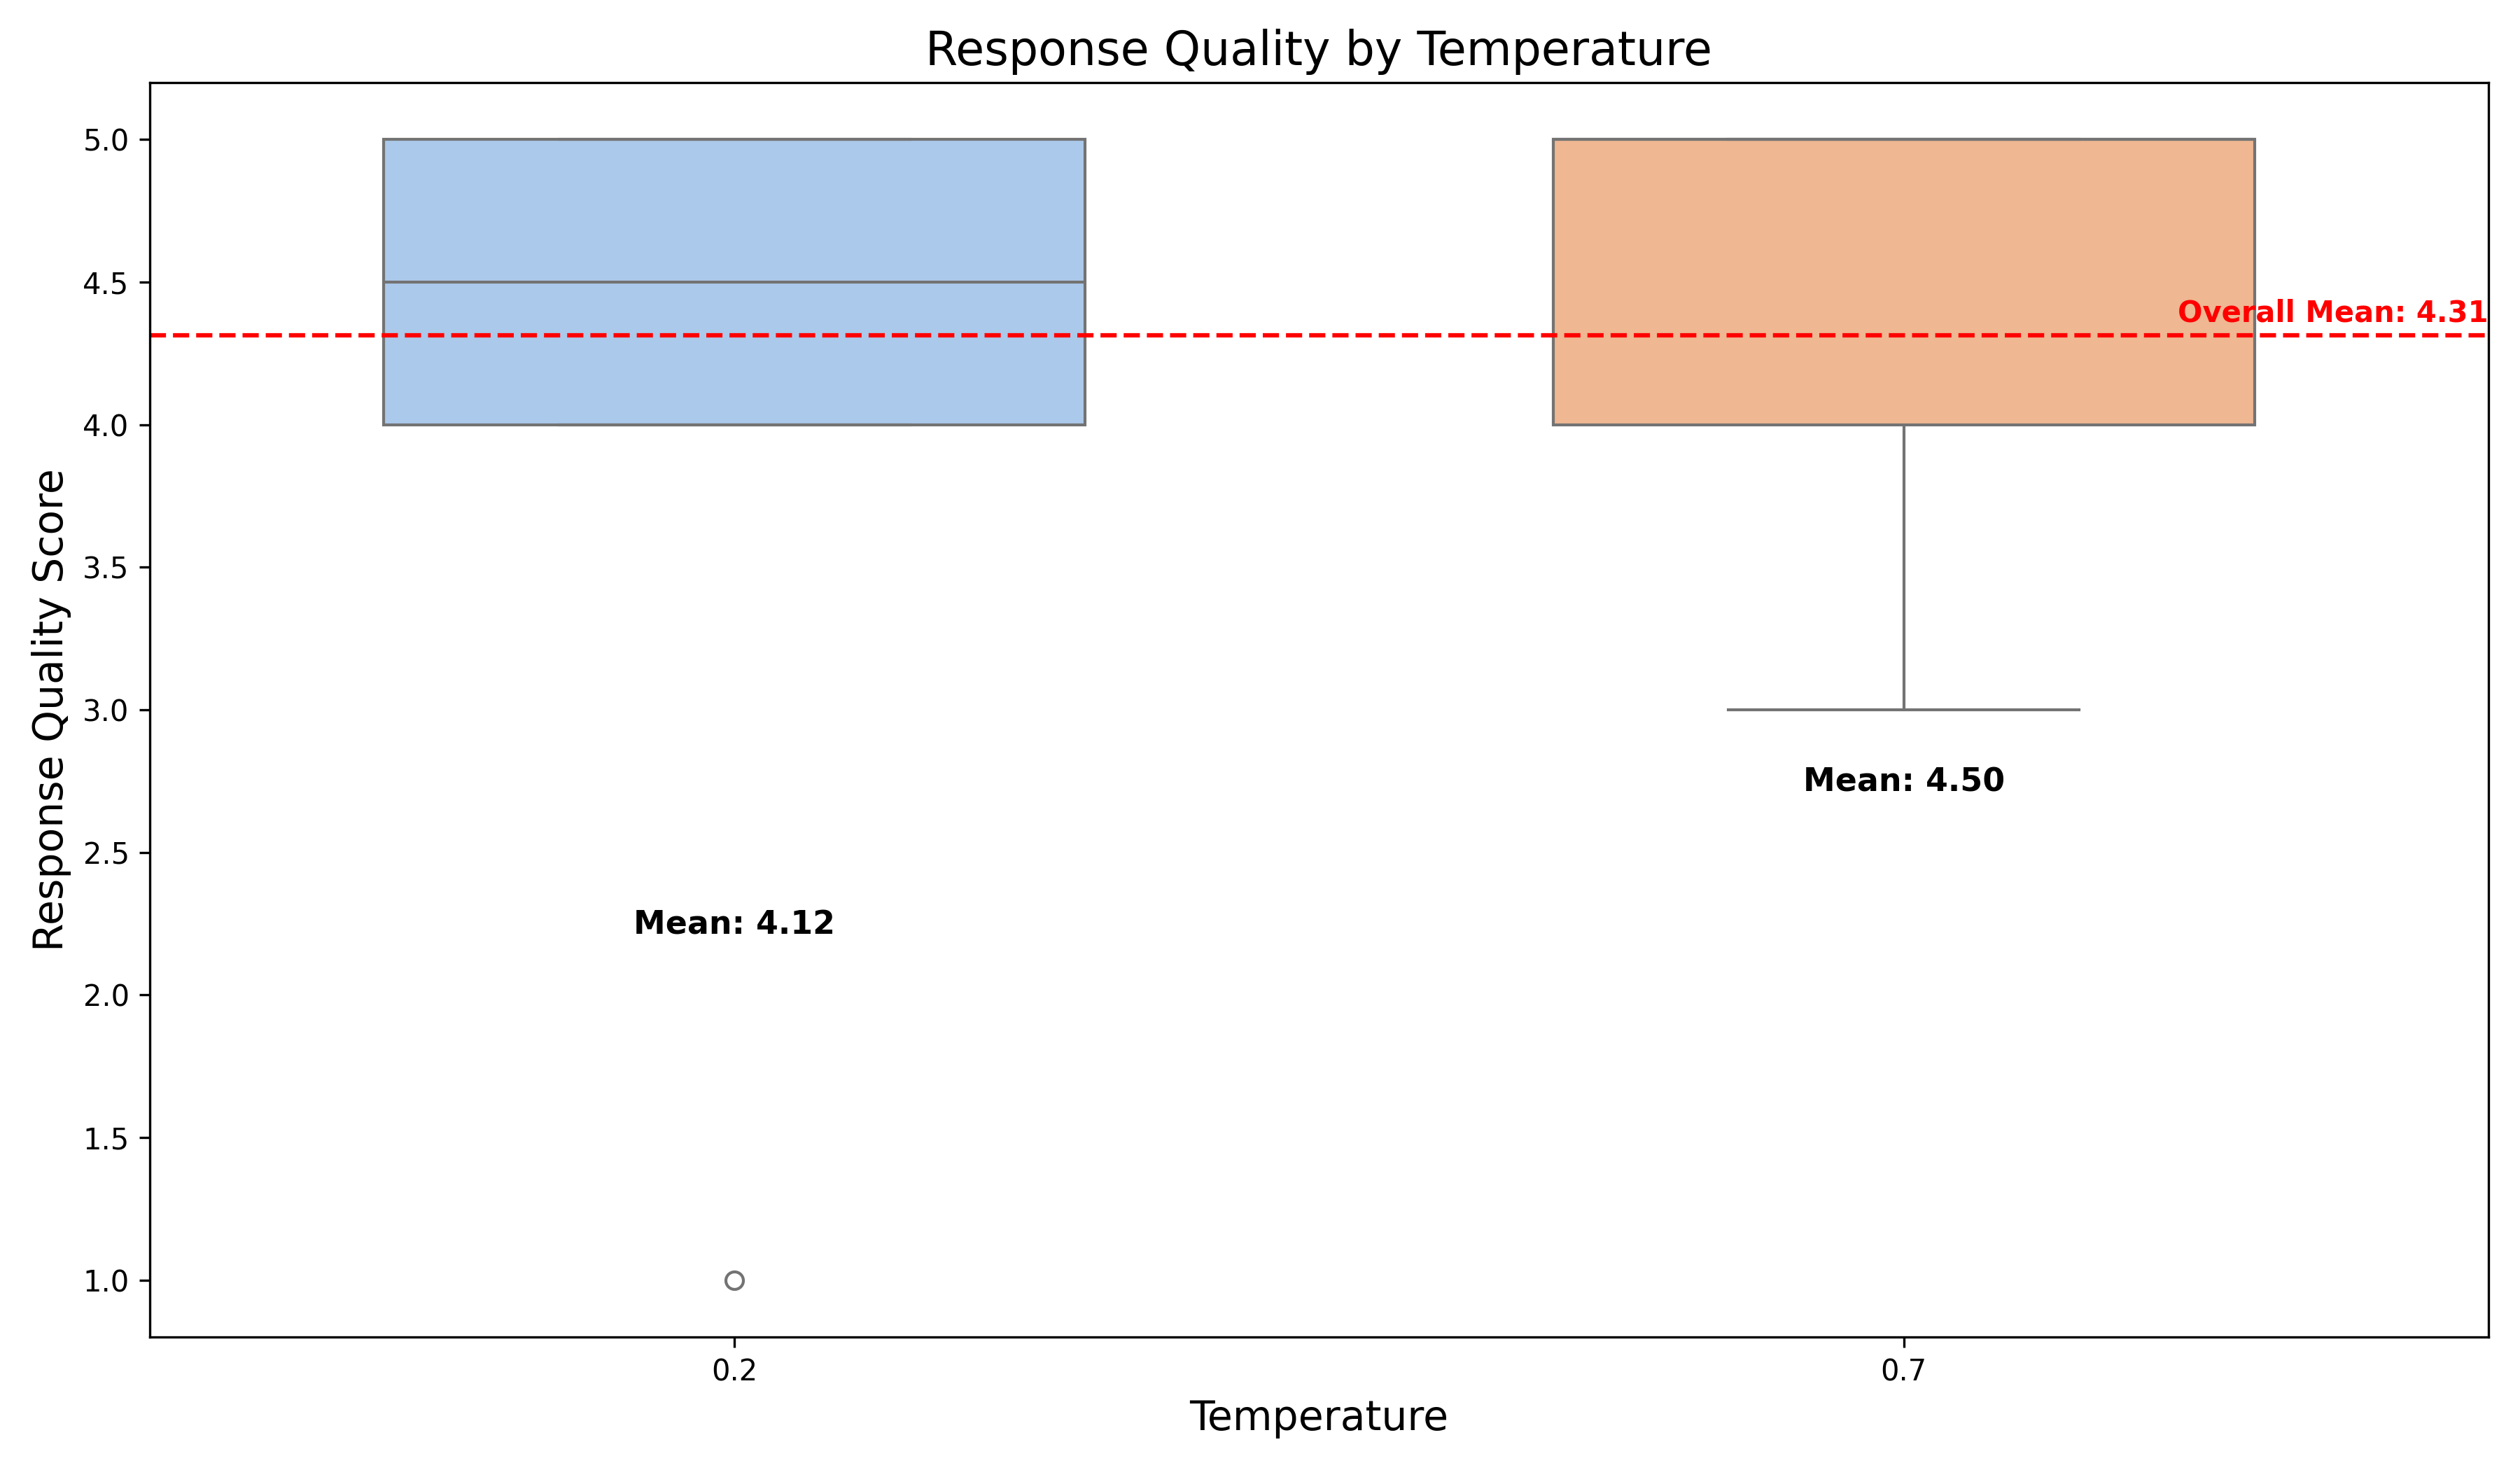 Response Quality by Temperature
Response Quality Score
5.0
4.5
4.0
3.5
3.0
2.5
2.0
1.5
1.0
Overall Mean: 4.31
Mean: 4.50
Mean: 4.12
0.2
0.7
Temperature